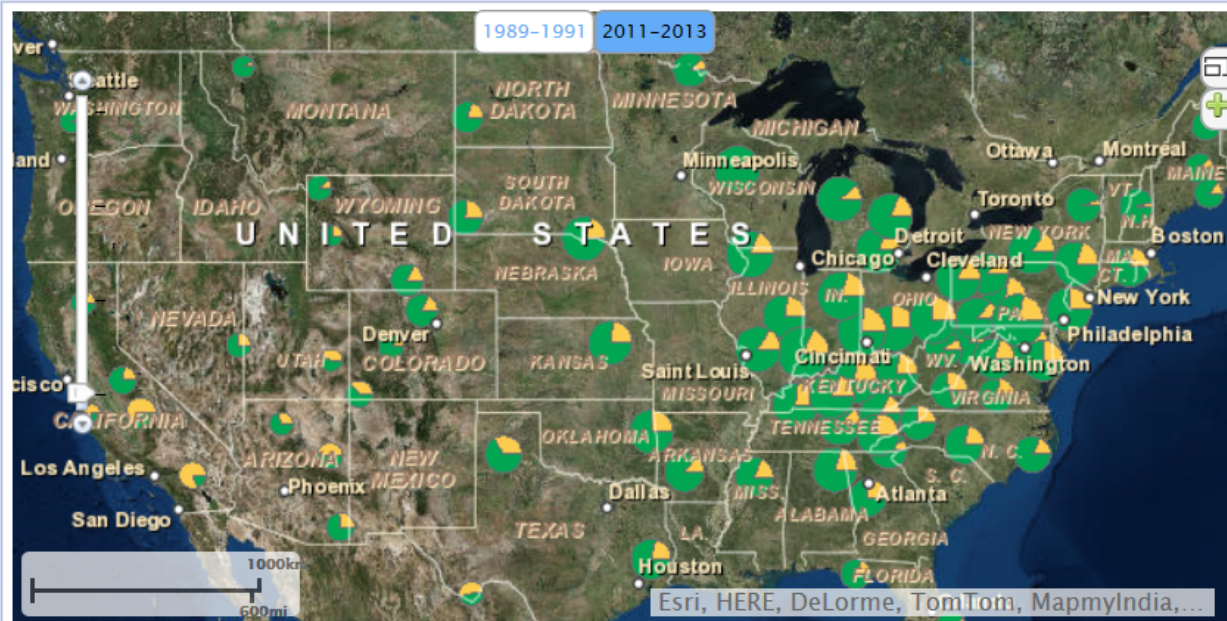 1989-1991 2011-2013
ver
Seattle
WASHINGTON
MONTANA
NORTH
DAKOTA
MINNESOTA
MICHIGAN
land
Minneapolis
WISCONSIN
Ottawa
Montreal
MAINE
VT.
N.H.
OREGON
IDAHO
WYOMING
SOUTH
DAKOTA
Toronto
UNITED STATES
Detroit
NEW YORK
Boston
NEBRASKA
IOWA
Chicago
Cleveland
MA.
CT.
ILLINOIS
IN.
OHIO
PA.
New York
NEVADA
Denver
UTAH
COLORADO
KANSAS
Philadelphia
Cincinnati
W.V.
Washington
cisco
Saint Louis
MISSOURI
KENTUCKY
VIRGINIA
CALIFORNIA
TENNESSEE
OKLAHOMA
ARKANSAS
N. C.
Los Angeles
ARIZONA
NEW
MEXICO
S. C.
Phoenix
Dallas
MISS.
Atlanta
San Diego
TEXAS
LA.
ALABAMA
GEORGIA
Houston
FLORIDA
1000km
600mi
Esri, HERE, DeLorme, TomTom, MapmyIndia,...